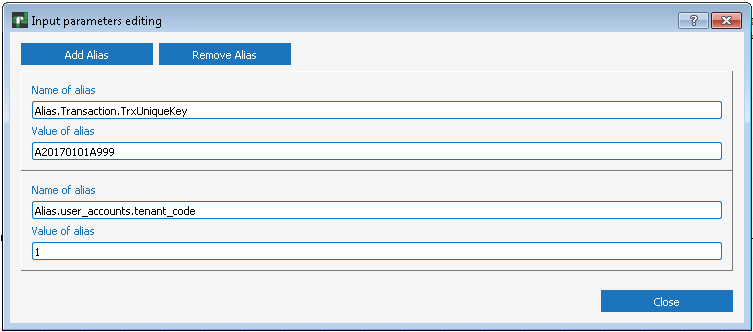 Input parameters editing
?
Add Alias
Remove Alias
Name of alias
Alias.Transaction.TrxUniqueKey
Value of alias
A20170101A999
Name of alias
Alias.user_accounts.tenant_code
Value of alias
1
Close